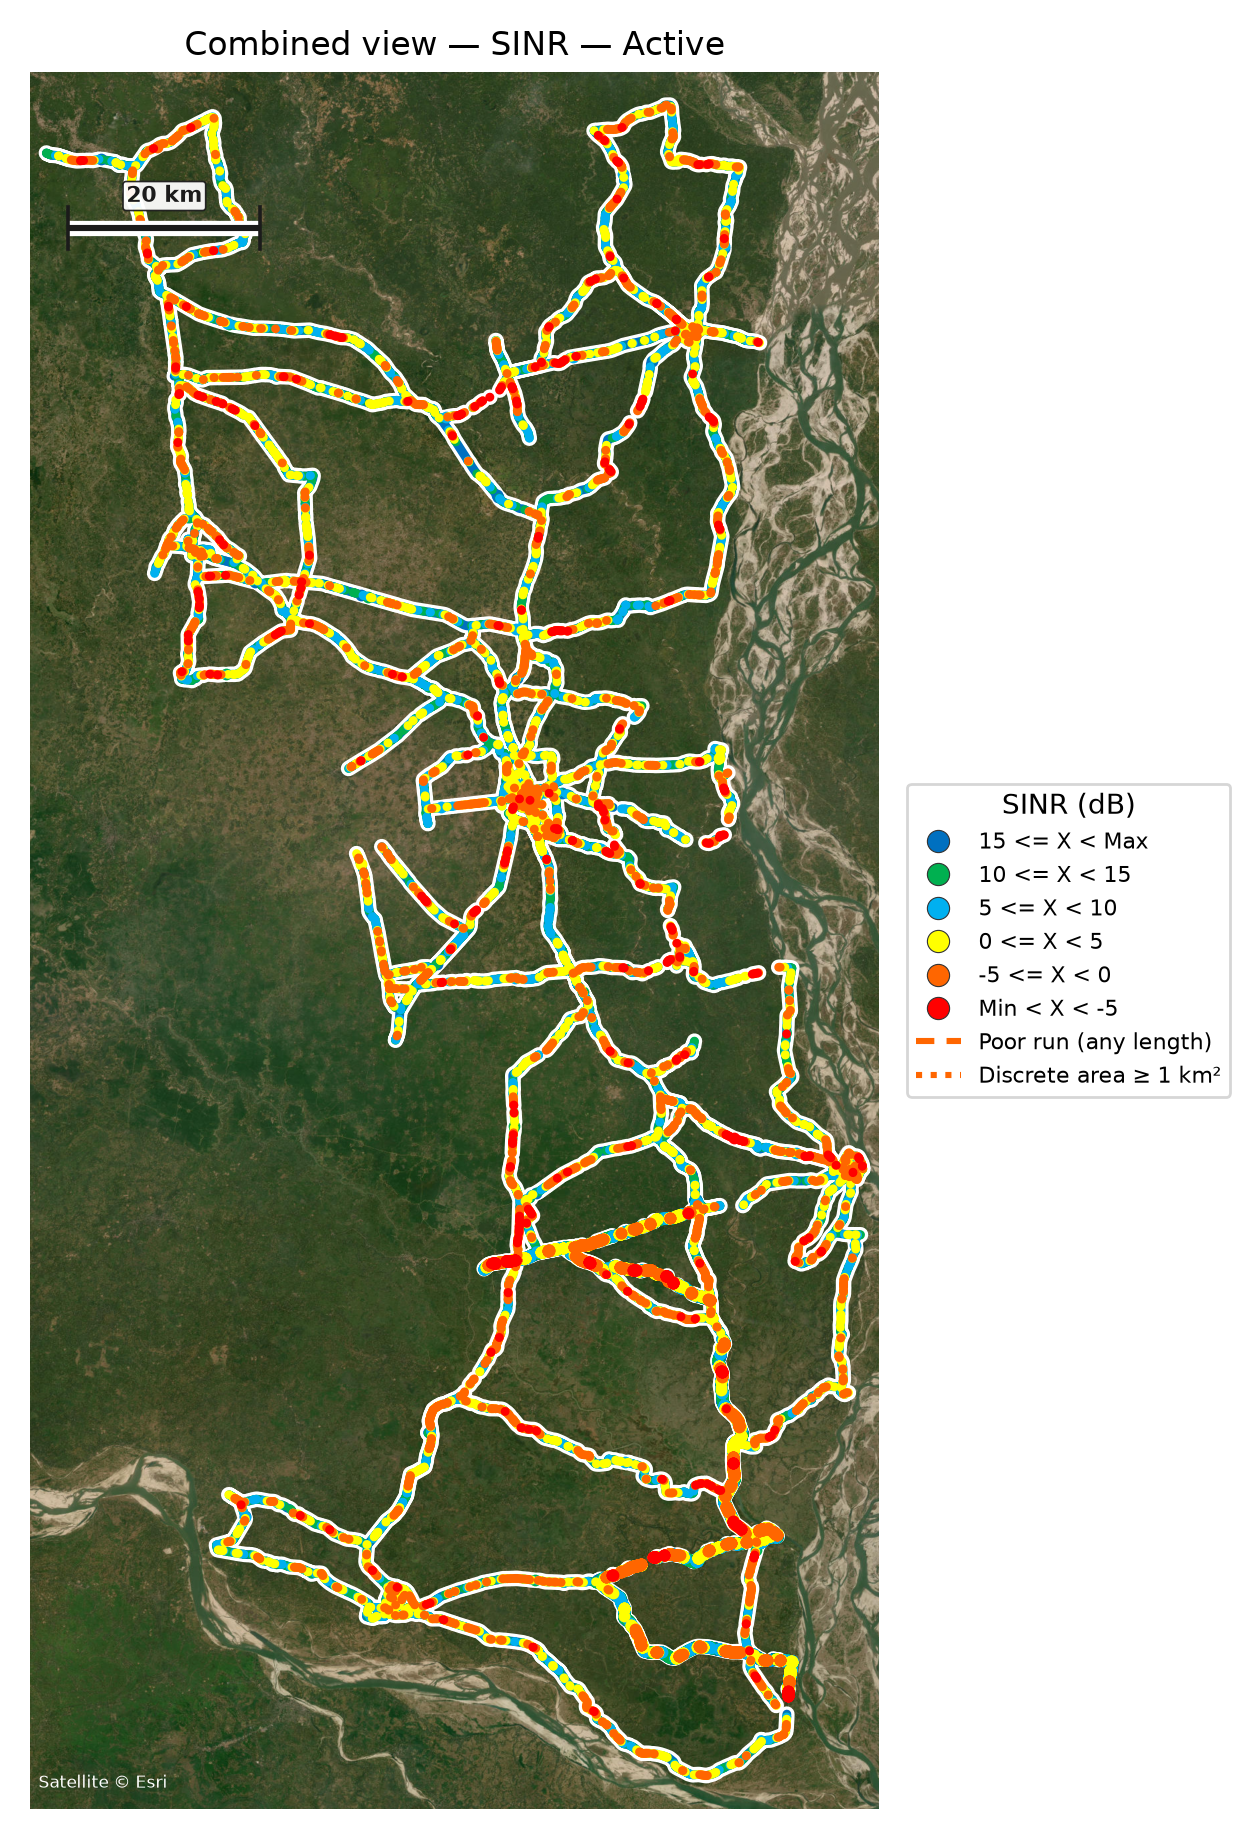 Combined view — SINR — Active
20 km
SINR (dB)
15 <= X < Max
10 <= X < 15
5 <= X < 10
0 <= X < 5
-5 <= X < 0
Min < X < -5
Poor run (any length)
Discrete area ≥ 1 km²
Satellite © Esri